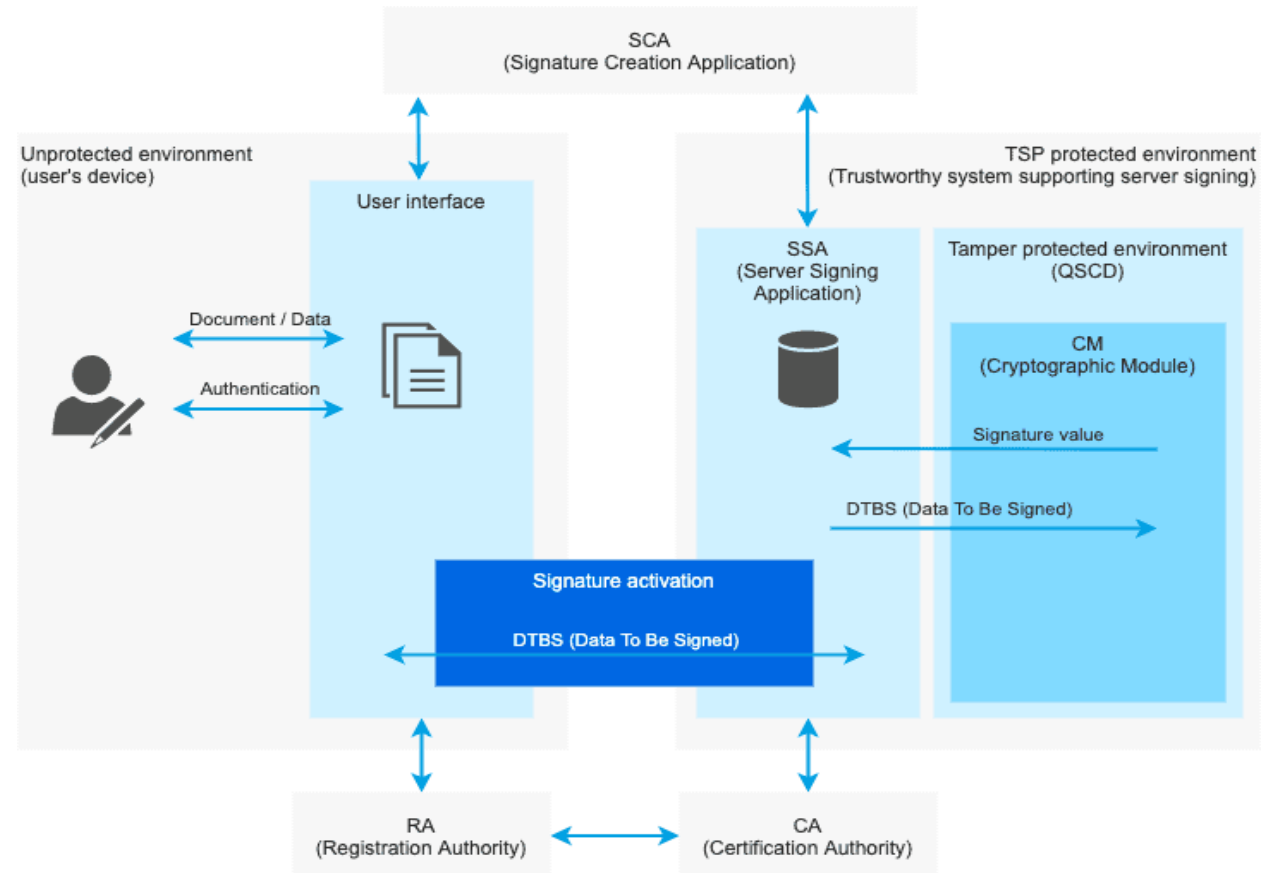 SCA
(Signature Creation Application)
Unprotected environment
(user's device)
TSP protected environment
(Trustworthy system supporting server signing)
User interface
SSA
(Server Signing
Application)
Tamper protected environment
(QSCD)
Document / Data
Authentication
CM
(Cryptographic Module)
Signature value
DTBS (Data To Be Signed)
Signature activation
DTBS (Data To Be Signed)
RA
(Registration Authority)
CA
(Certification Authority)